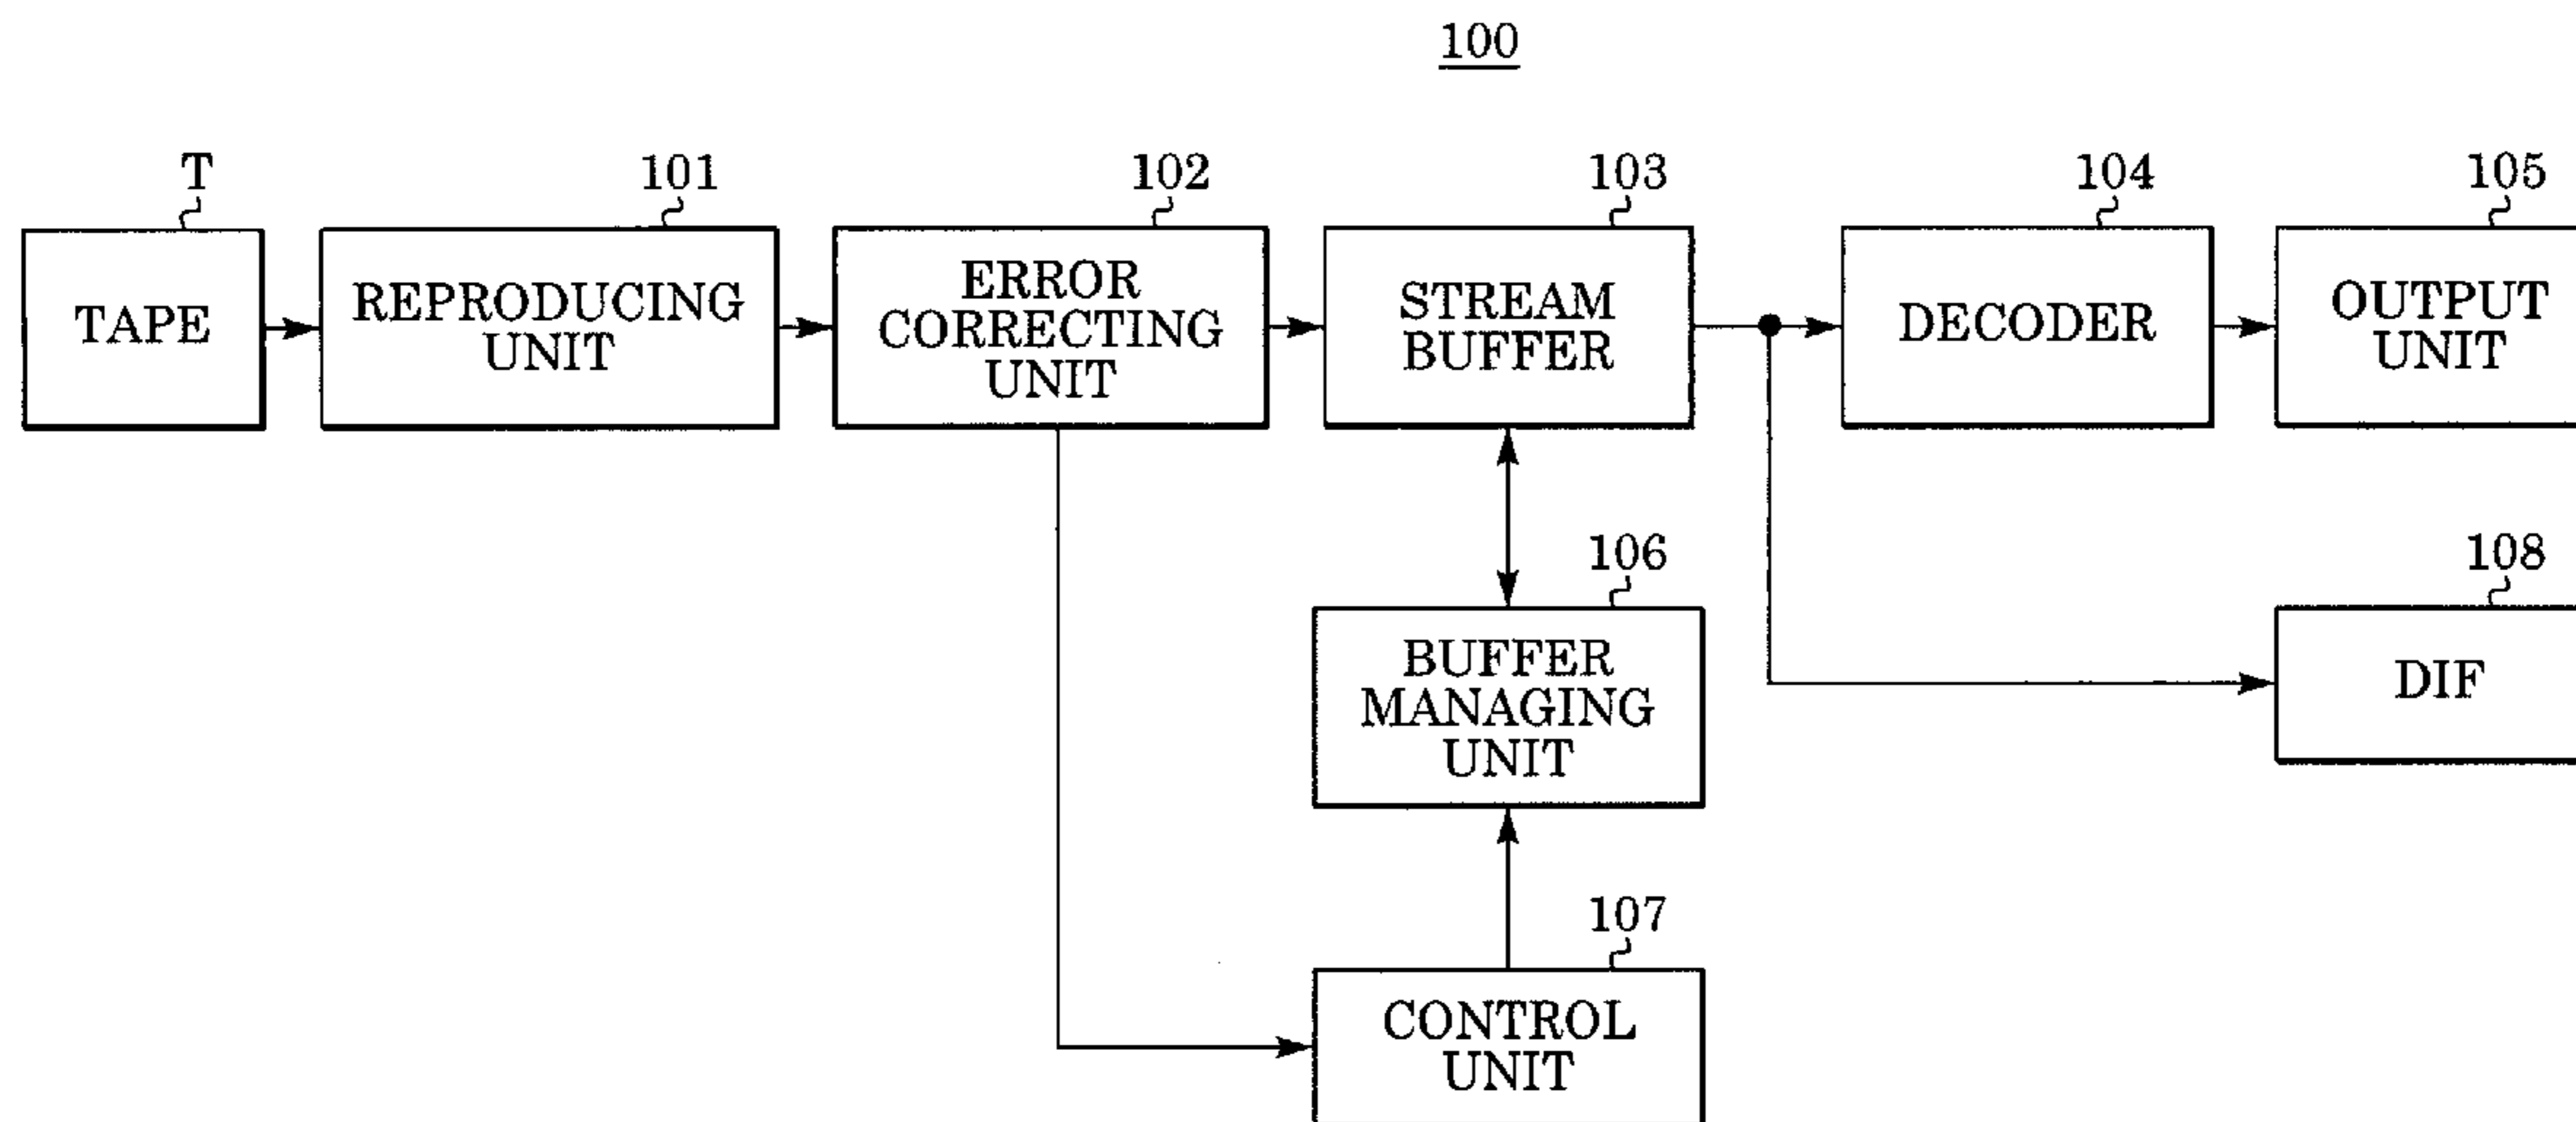 100
T
101
102
103
104
105
TAPE
REPRODUCING
UNIT
ERROR
CORRECTING
UNIT
STREAM
BUFFER
DECODER
OUTPUT
UNIT
106
108
BUFFER
MANAGING
UNIT
DIF
107
CONTROL
UNIT